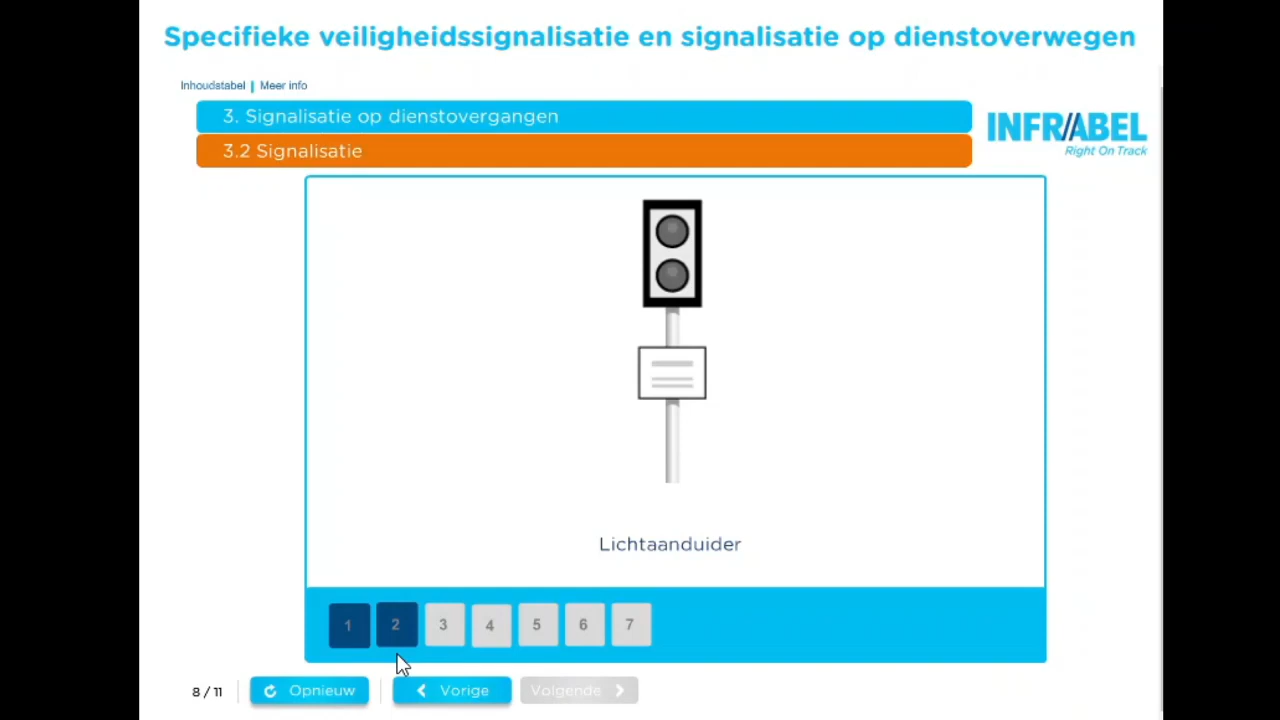 Specifieke veiligheidssignalisatie en signalisatie op dienstoverwegen
Inhoudstabel | Meer info
3. Signalisatie op dienstovergangen
INFRABEL
Right On Track
3.2 Signalisatie
Lichtaanduider
1 2 3 4 5 6 7
8 / 11 Opnieuw Vorige Volgende